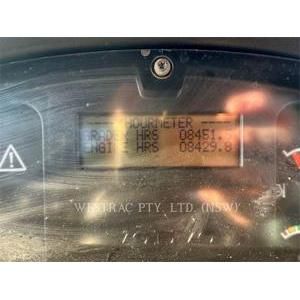 HOURMETER
HRS 08451.
HRS 08429.8
WESTRAC PTY. LTD. (NSW)